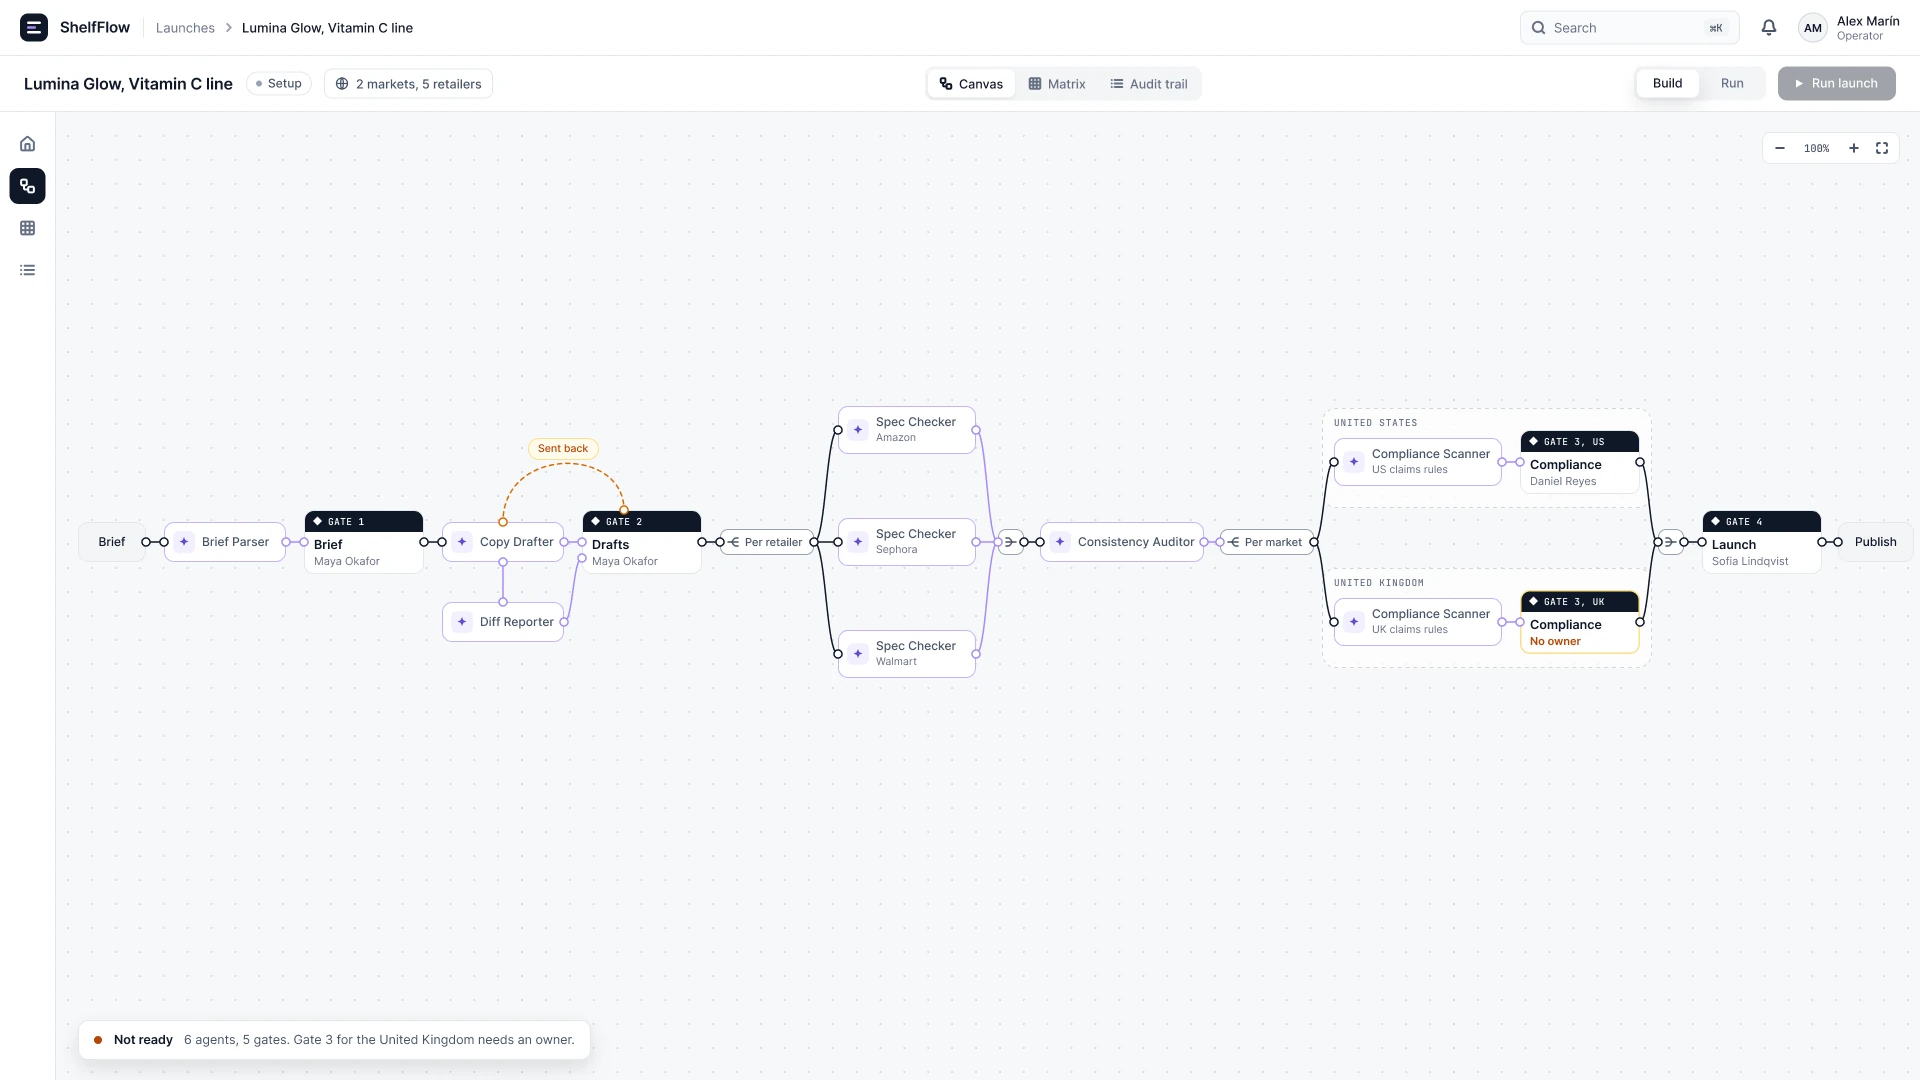 ShelfFlow
Launches
Lumina Glow, Vitamin C line
Search
⌘K
AM
Alex Marín
Operator
Lumina Glow, Vitamin C line
Setup
2 markets, 5 retailers
Canvas
Matrix
Audit trail
Build
Run
Run launch
100%
Brief
Brief Parser
GATE 1
Brief
Maya Okafor
Sent back
Copy Drafter
Diff Reporter
GATE 2
Drafts
Maya Okafor
Per retailer
Spec Checker
Amazon
Spec Checker
Sephora
Spec Checker
Walmart
Consistency Auditor
Per market
UNITED STATES
Compliance Scanner
US claims rules
GATE 3, US
Compliance
Daniel Reyes
UNITED KINGDOM
Compliance Scanner
UK claims rules
GATE 3, UK
Compliance
No owner
GATE 4
Launch
Sofia Lindqvist
Publish
Not ready
6 agents, 5 gates. Gate 3 for the United Kingdom needs an owner.